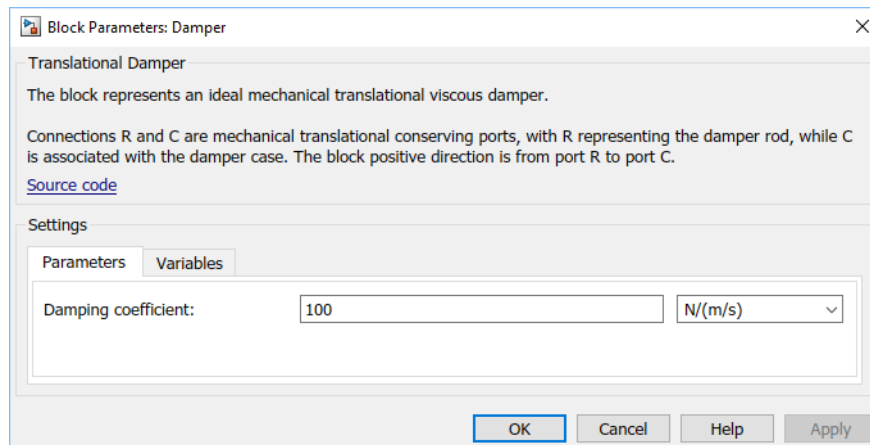 Block Parameters: Damper
Translational Damper
The block represents an ideal mechanical translational viscous damper.
Connections R and C are mechanical translational conserving ports, with R representing the damper rod, while C
is associated with the damper case. The block positive direction is from port R to port C.
Source code
Settings
Parameters Variables
Damping coefficient: 100 N/(m/s)
OK Cancel Help Apply